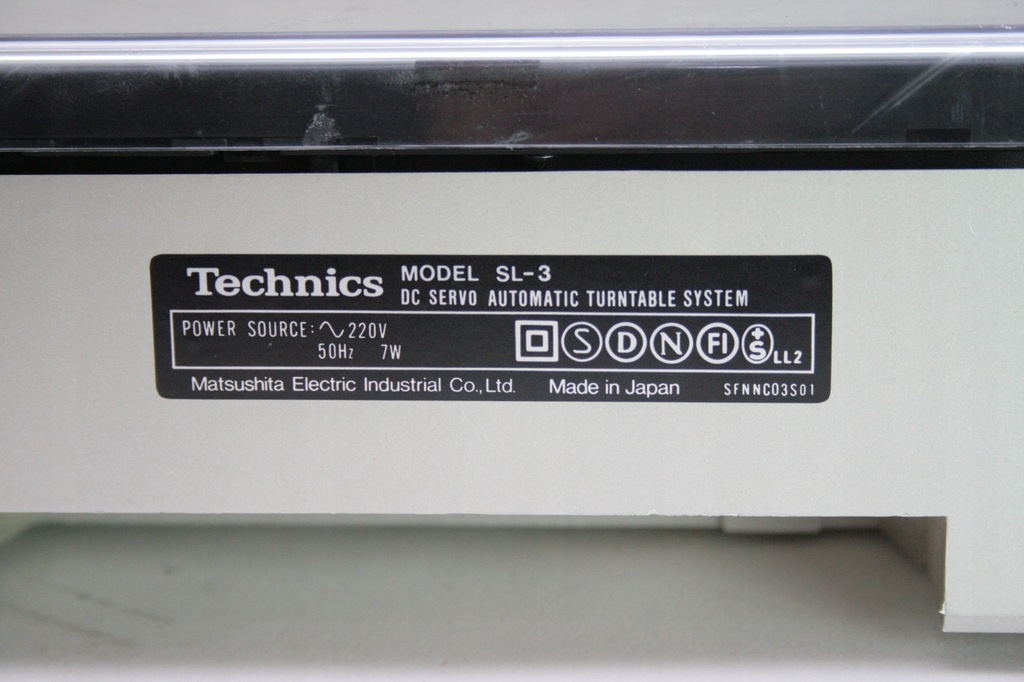 Technics MODEL SL-3
DC SERVO AUTOMATIC TURNTABLE SYSTEM
POWER SOURCE: ∿ 220V
50Hz 7W
S D N FI +S LL2
Matsushita Electric Industrial Co., Ltd. Made in Japan SFNNC03S01